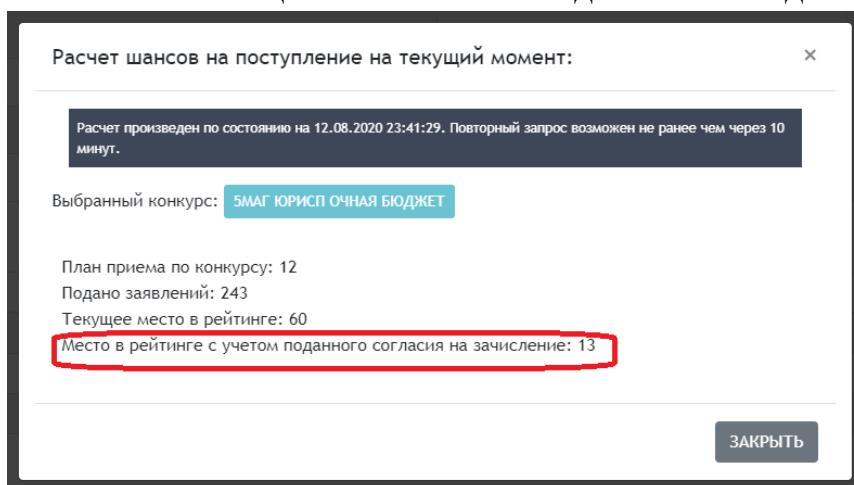 Расчет шансов на поступление на текущий момент:
×
Расчет произведен по состоянию на 12.08.2020 23:41:29. Повторный запрос возможен не ранее чем через 10
минут.
Выбранный конкурс: 5МАГ ЮРИСП ОЧНАЯ БЮДЖЕТ
План приема по конкурсу: 12
Подано заявлений: 243
Текущее место в рейтинге: 60
Место в рейтинге с учетом поданного согласия на зачисление: 13
ЗАКРЫТЬ